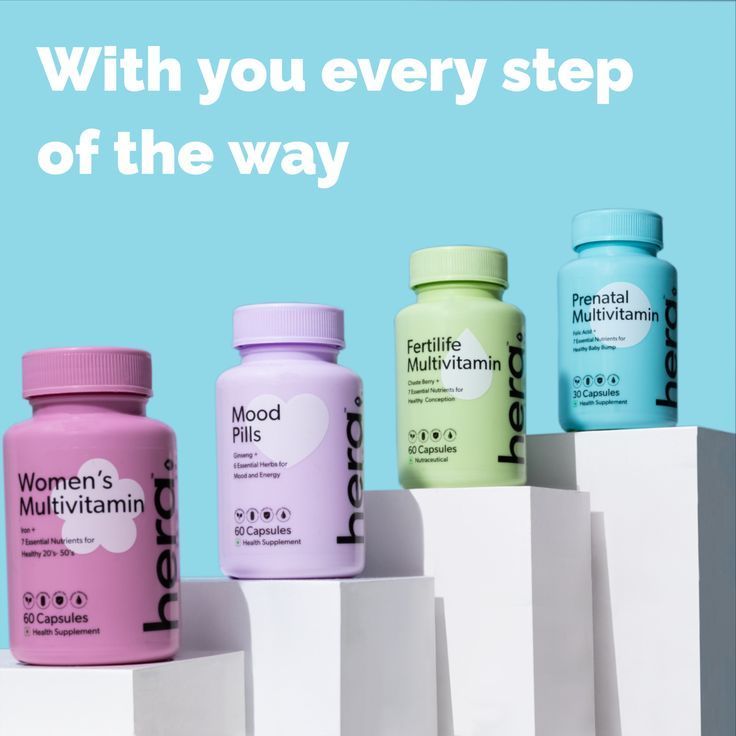 With you every step
of the way
Women's
Multivitamin
Iron +
7 Essential Nutrients for
Healthy 20's- 50's
60 Capsules
Health Supplement
hera
Mood
Pills
Ginseng +
6 Essential Herbs for
Mood and Energy
60 Capsules
Health Supplement
hera
Fertilife
Multivitamin
Chaste Berry +
7 Essential Nutrients for
Healthy Conception
60 Capsules
Nutraceutical
hera
Prenatal
Multivitamin
Folic Acid +
7 Essential Nutrients for
Healthy Baby Bump
30 Capsules
Health Supplement
hera